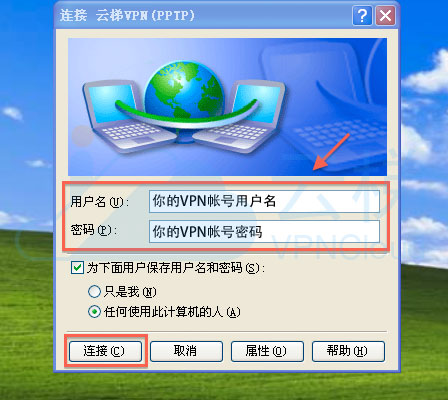 连接 云梯VPN(PPTP)
用户名(U): 你的VPN帐号用户名
密码(P): 你的VPN帐号密码
云梯
VPNClou
为下面用户保存用户名和密码(S):
只是我(N)
任何使用此计算机的人(A)
连接(C) 取消 属性(O) 帮助(H)